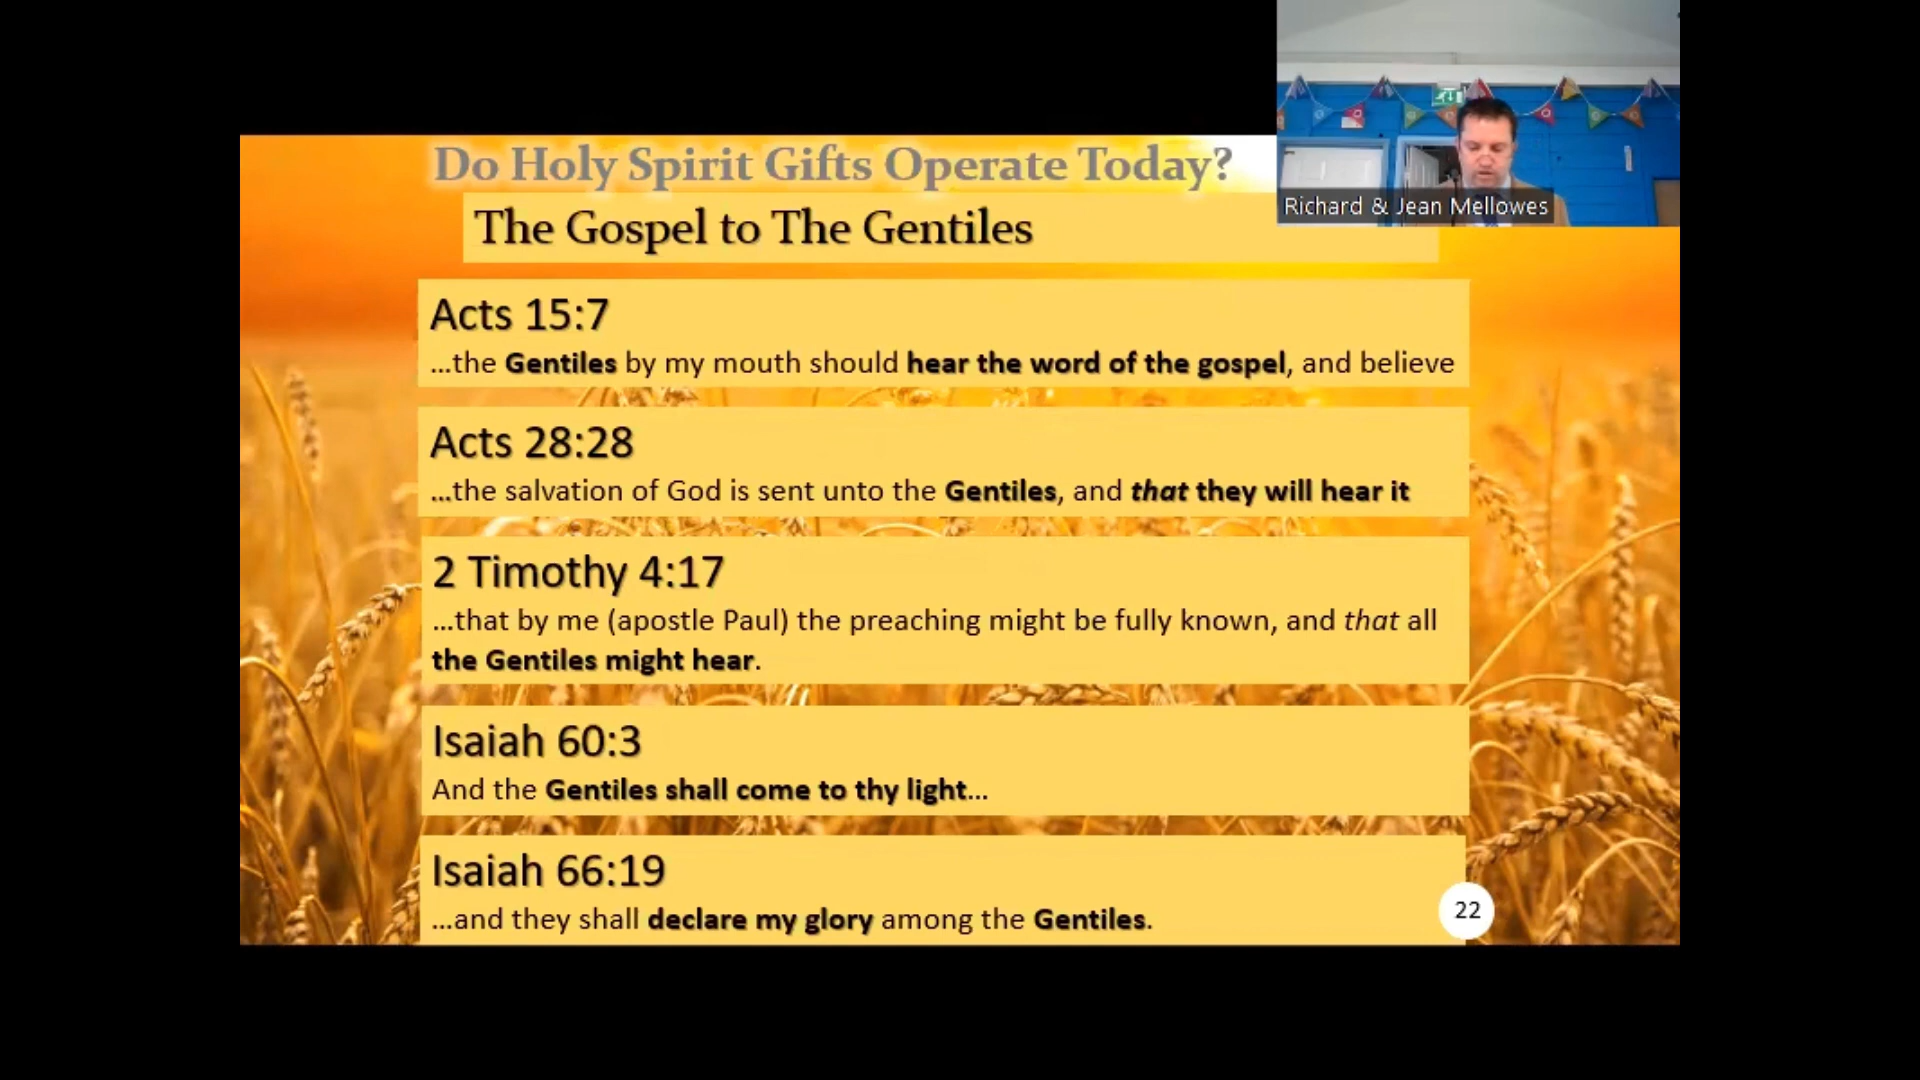 Do Holy Spirit Gifts Operate Today?
The Gospel to The Gentiles
Richard & Jean Mellowes
Acts 15:7
...the Gentiles by my mouth should hear the word of the gospel, and believe
Acts 28:28
...the salvation of God is sent unto the Gentiles, and that they will hear it
2 Timothy 4:17
...that by me (apostle Paul) the preaching might be fully known, and that all
the Gentiles might hear.
Isaiah 60:3
And the Gentiles shall come to thy light...
Isaiah 66:19
...and they shall declare my glory among the Gentiles.
22